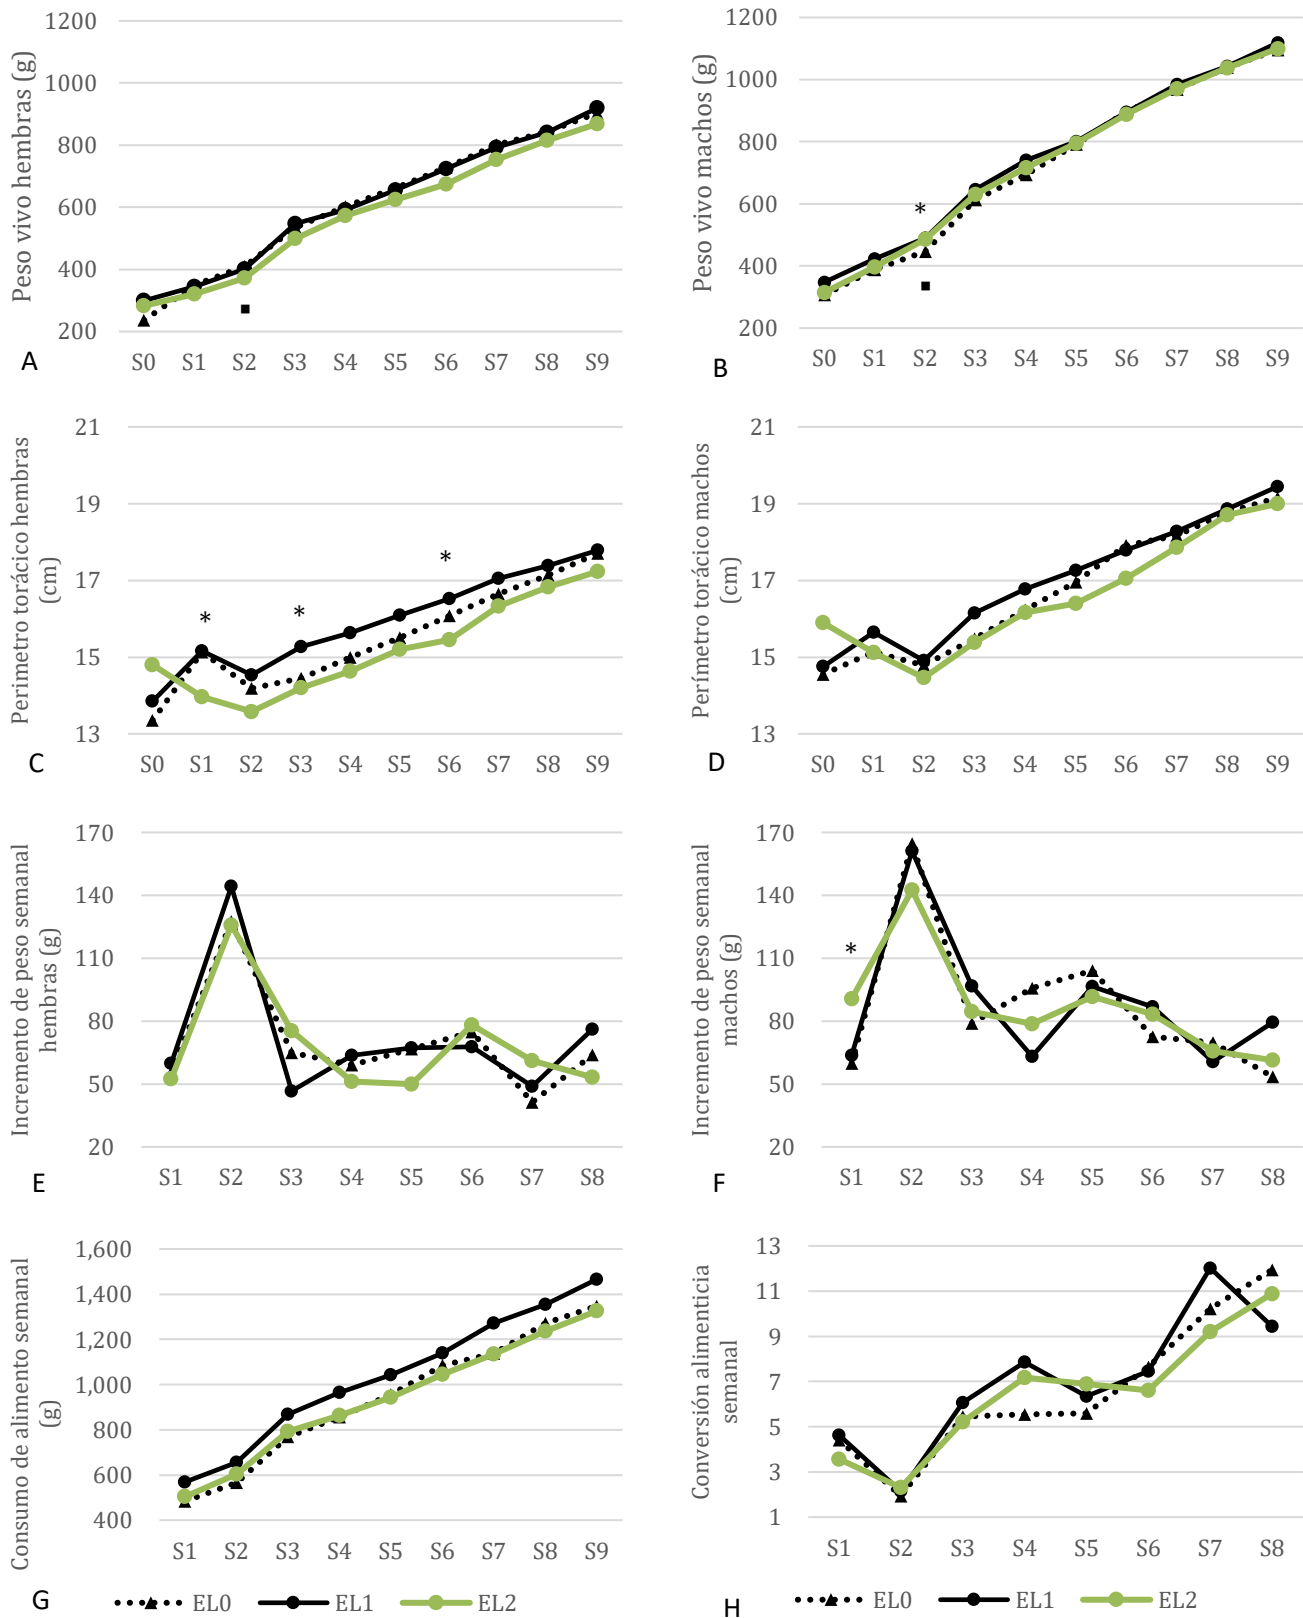 Peso vivo hembras (g)
1200
1000
800
600
400
200
S0 S1 S2 S3 S4 S5 S6 S7 S8 S9
A
Peso vivo machos (g)
1200
1000
800
600
400
200
*
S0 S1 S2 S3 S4 S5 S6 S7 S8 S9
B
Perimetro torácico hembras
(cm)
21
19
17
15
13
* * *
S0 S1 S2 S3 S4 S5 S6 S7 S8 S9
C
Perímetro torácico machos
(cm)
21
19
17
15
13
S0 S1 S2 S3 S4 S5 S6 S7 S8 S9
D
Incremento de peso semanal
hembras (g)
170
140
110
80
50
20
S1 S2 S3 S4 S5 S6 S7 S8
E
Incremento de peso semanal
machos (g)
170
140
110
80
50
20
*
S1 S2 S3 S4 S5 S6 S7 S8
F
Consumo de alimento semanal
(g)
1,600
1,400
1,200
1,000
800
600
400
S1 S2 S3 S4 S5 S6 S7 S8 S9
G
EL0 EL1 EL2
Conversión alimenticia
semanal
13
11
9
7
5
3
1
S1 S2 S3 S4 S5 S6 S7 S8
H
EL0 EL1 EL2